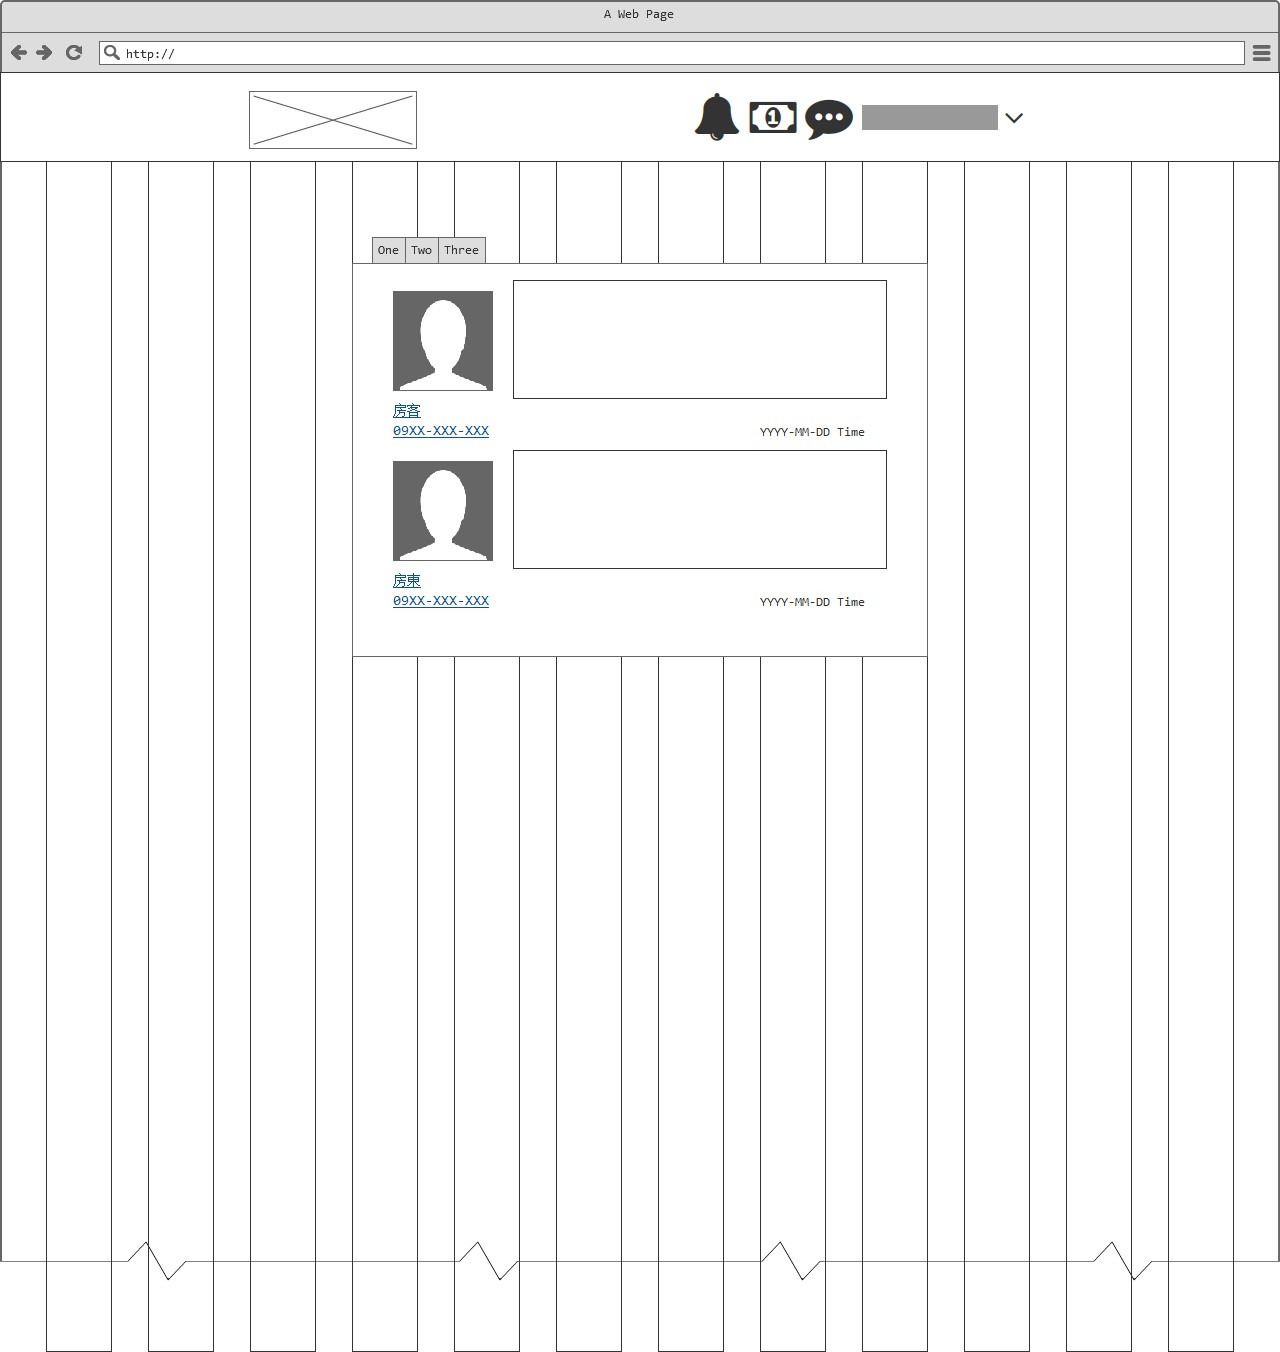 A Web Page
http://
1
One Two Three
房客
09XX-XXX-XXX
YYYY-MM-DD Time
房東
09XX-XXX-XXX
YYYY-MM-DD Time